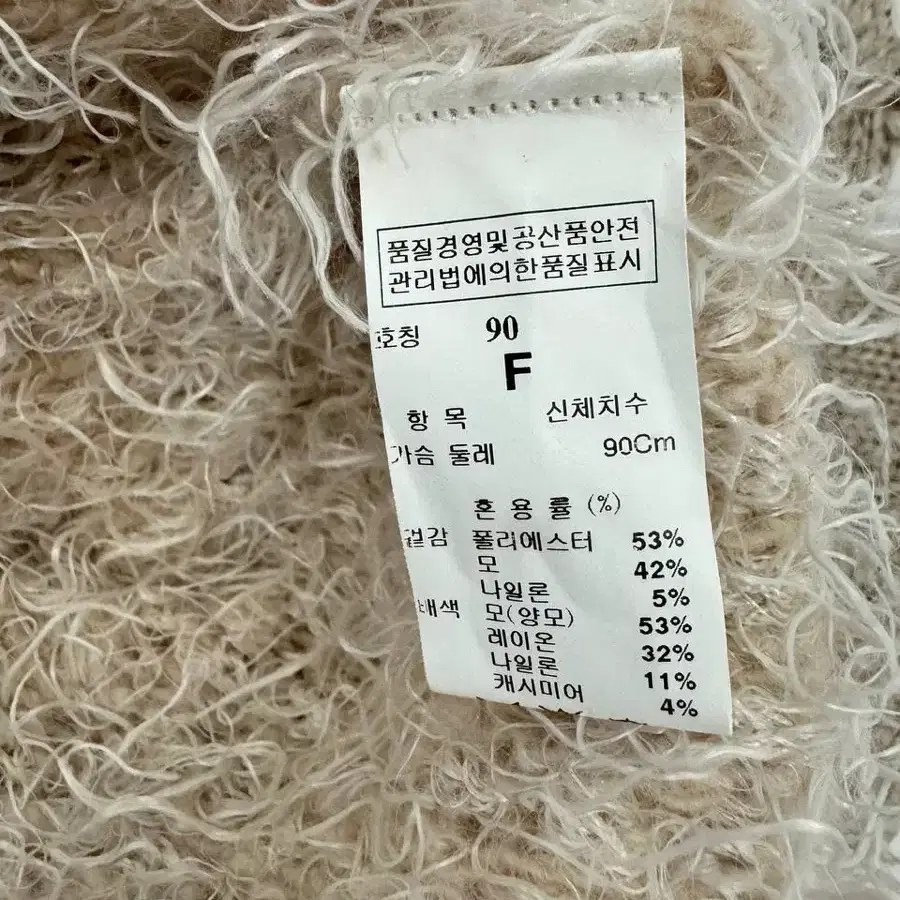 품질경영및공산품안전
관리법에의한품질표시
호칭 90
F
항 목 신체치수
가슴 둘레 90Cm
혼 용 률 (%)
겉감 폴리에스터 53%
모 42%
나일론 5%
배색 모(양모) 53%
레이온 32%
나일론 11%
캐시미어 4%